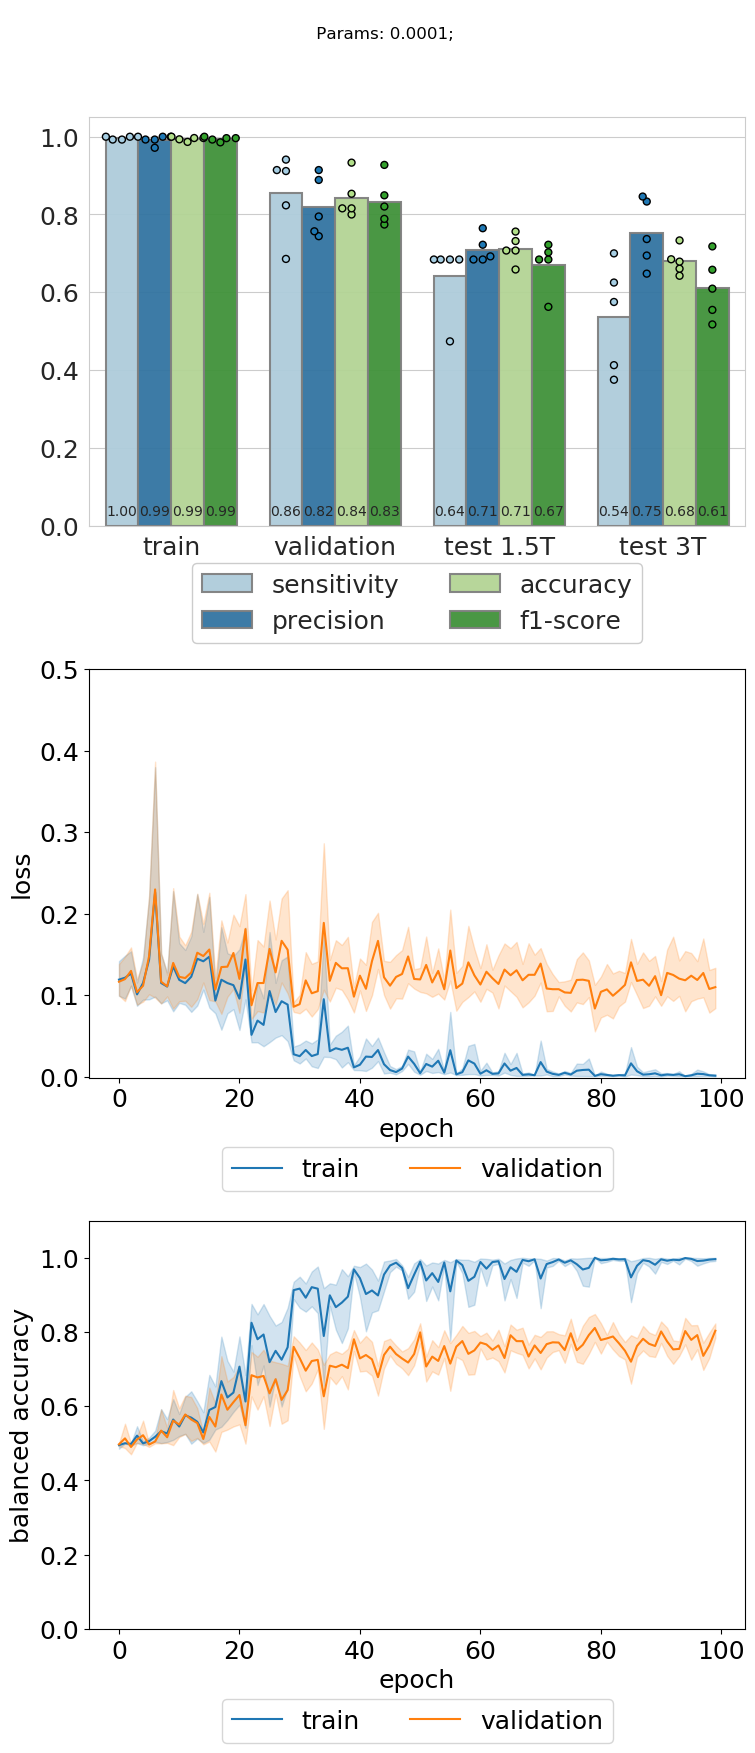 Params: 0.0001;
1.0
0.8
0.6
0.4
0.2
0.0
1.00 0.99 0.99 0.99 0.86 0.82 0.84 0.83 0.64 0.71 0.71 0.67 0.54 0.75 0.68 0.61
train validation test 1.5T test 3T
sensitivity accuracy
precision f1-score
0.5
0.4
0.3
0.2
0.1
0.0
loss
0 20 40 60 80 100
epoch
train validation
1.0
0.8
0.6
0.4
0.2
0.0
balanced accuracy
0 20 40 60 80 100
epoch
train validation